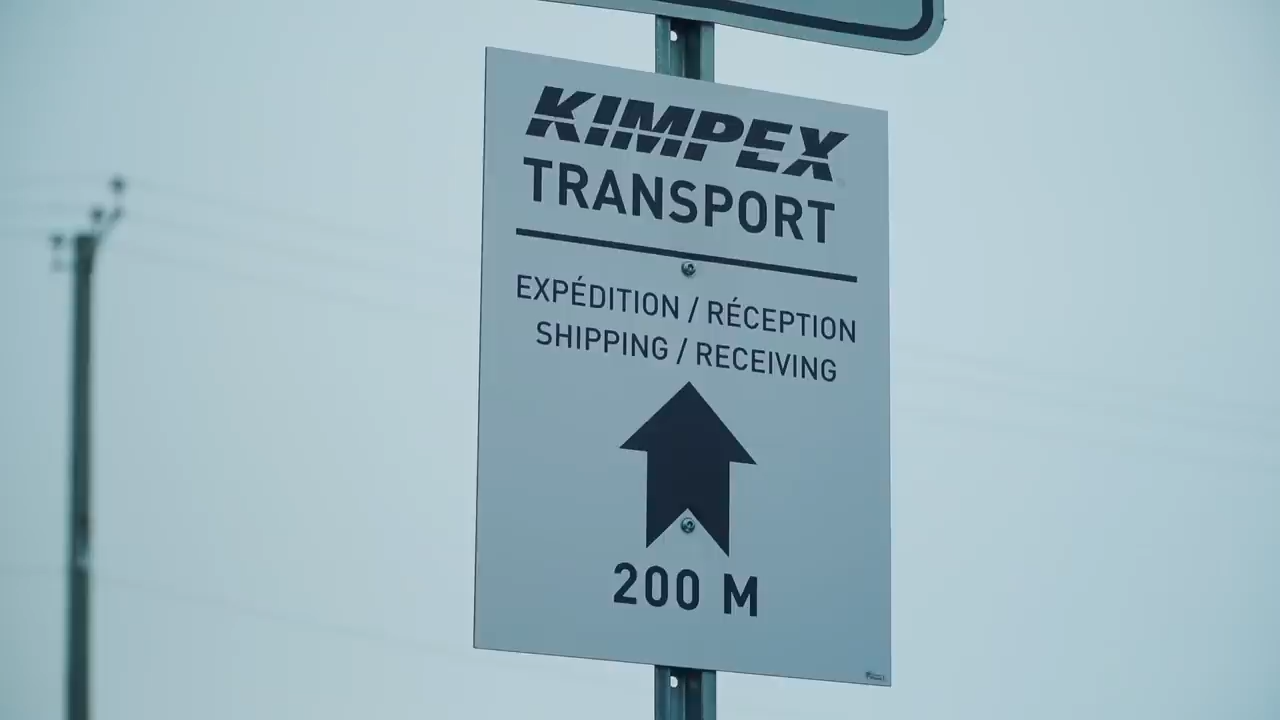 KIMPEX
TRANSPORT
EXPÉDITION / RÉCEPTION
SHIPPING / RECEIVING
200 M